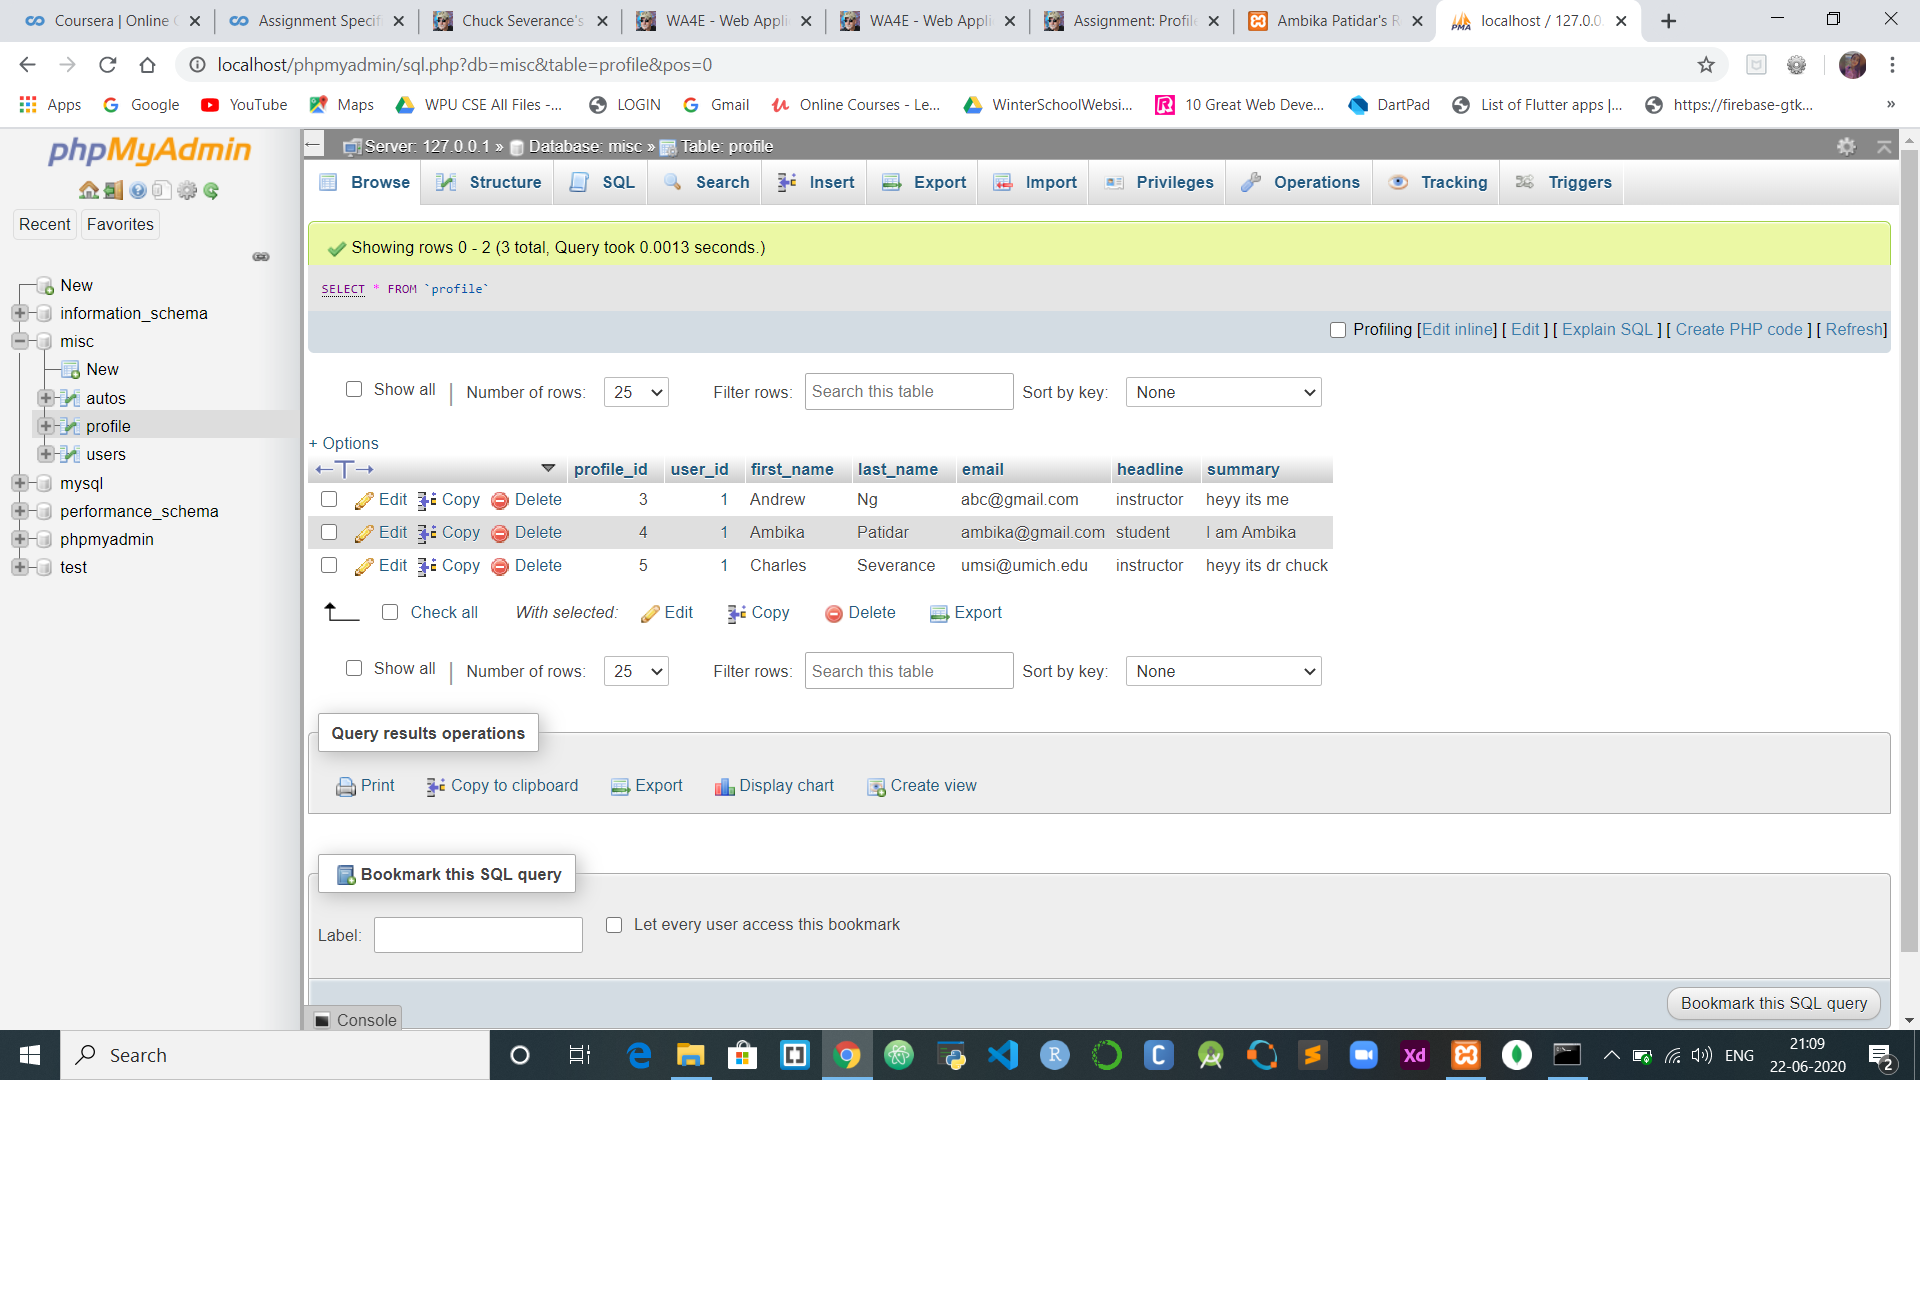 Coursera | Online C
Assignment Specifi
Chuck Severance's
WA4E - Web Applic
WA4E - Web Applic
Assignment: Profile
Ambika Patidar's R
localhost / 127.0.0
localhost/phpmyadmin/sql.php?db=misc&table=profile&pos=0
Apps Google YouTube Maps WPU CSE All Files -... LOGIN Gmail Online Courses - Le... WinterSchoolWebsi... 10 Great Web Deve... DartPad List of Flutter apps |... https://firebase-gtk... »
phpMyAdmin
Recent Favorites
New
information_schema
misc
New
autos
profile
users
mysql
performance_schema
phpmyadmin
test
Server: 127.0.0.1 » Database: misc » Table: profile
Browse Structure SQL Search Insert Export Import Privileges Operations Tracking Triggers
Showing rows 0 - 2 (3 total, Query took 0.0013 seconds.)
SELECT * FROM `profile`
Profiling [Edit inline] [ Edit ] [ Explain SQL ] [ Create PHP code ] [ Refresh]
Show all | Number of rows: 25 Filter rows: Search this table Sort by key: None
+ Options
←T→ profile_id user_id first_name last_name email headline summary
Edit Copy Delete 3 1 Andrew Ng abc@gmail.com instructor heyy its me
Edit Copy Delete 4 1 Ambika Patidar ambika@gmail.com student I am Ambika
Edit Copy Delete 5 1 Charles Severance umsi@umich.edu instructor heyy its dr chuck
Check all With selected: Edit Copy Delete Export
Show all | Number of rows: 25 Filter rows: Search this table Sort by key: None
Query results operations
Print Copy to clipboard Export Display chart Create view
Bookmark this SQL query
Label: Let every user access this bookmark
Bookmark this SQL query
Console
Search
ENG
21:09
22-06-2020
2